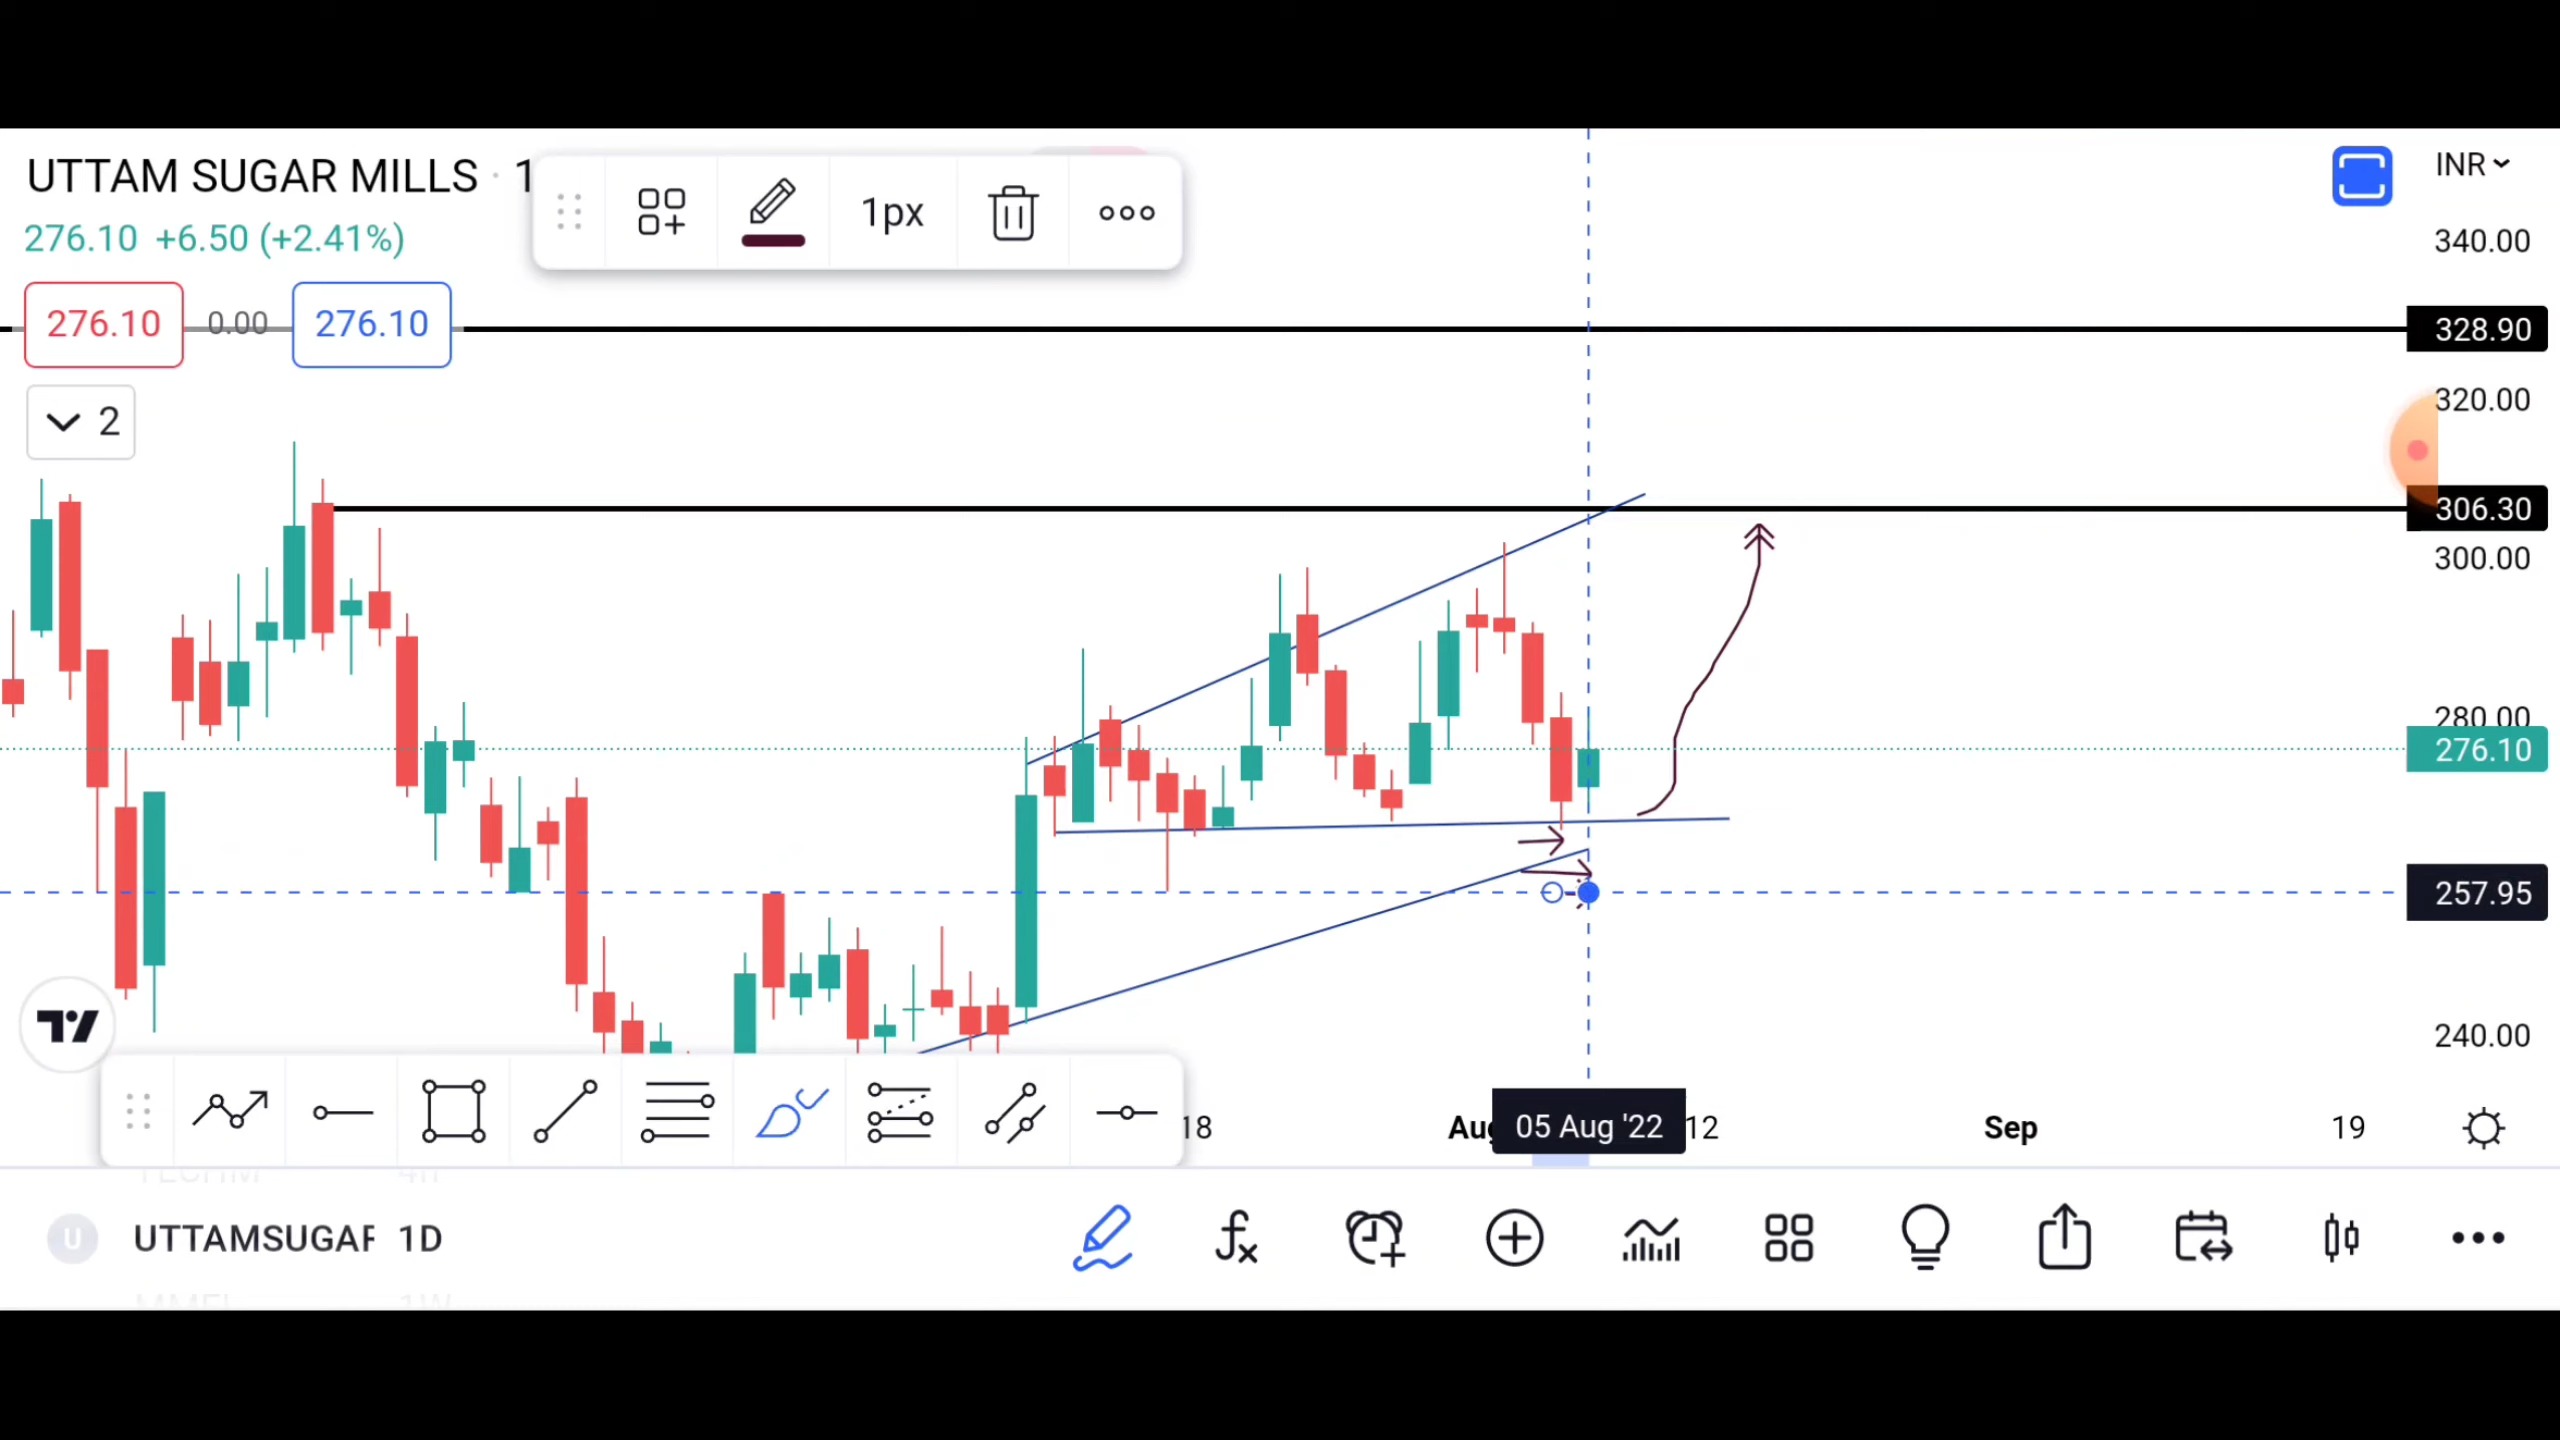 UTTAM SUGAR MILLS · 1
1px
INR
276.10 +6.50 (+2.41%)
340.00
276.10 0.00 276.10
328.90
2
320.00
306.30
300.00
280.00
276.10
257.95
240.00
18 Aug 05 Aug '22 12 Sep 19
U UTTAMSUGAR 1D